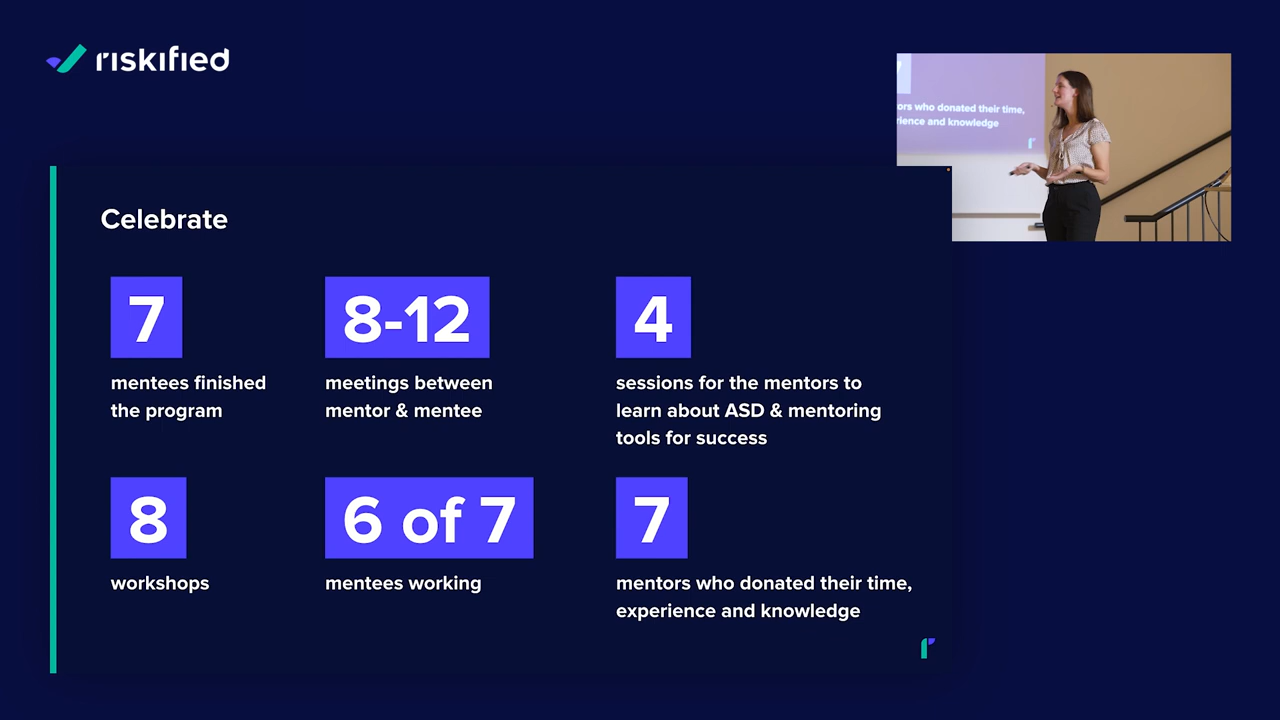 riskified
ors who donated their time,
rience and knowledge
Celebrate
7
mentees finished
the program
8-12
meetings between
mentor & mentee
4
sessions for the mentors to
learn about ASD & mentoring
tools for success
8
workshops
6 of 7
mentees working
7
mentors who donated their time,
experience and knowledge